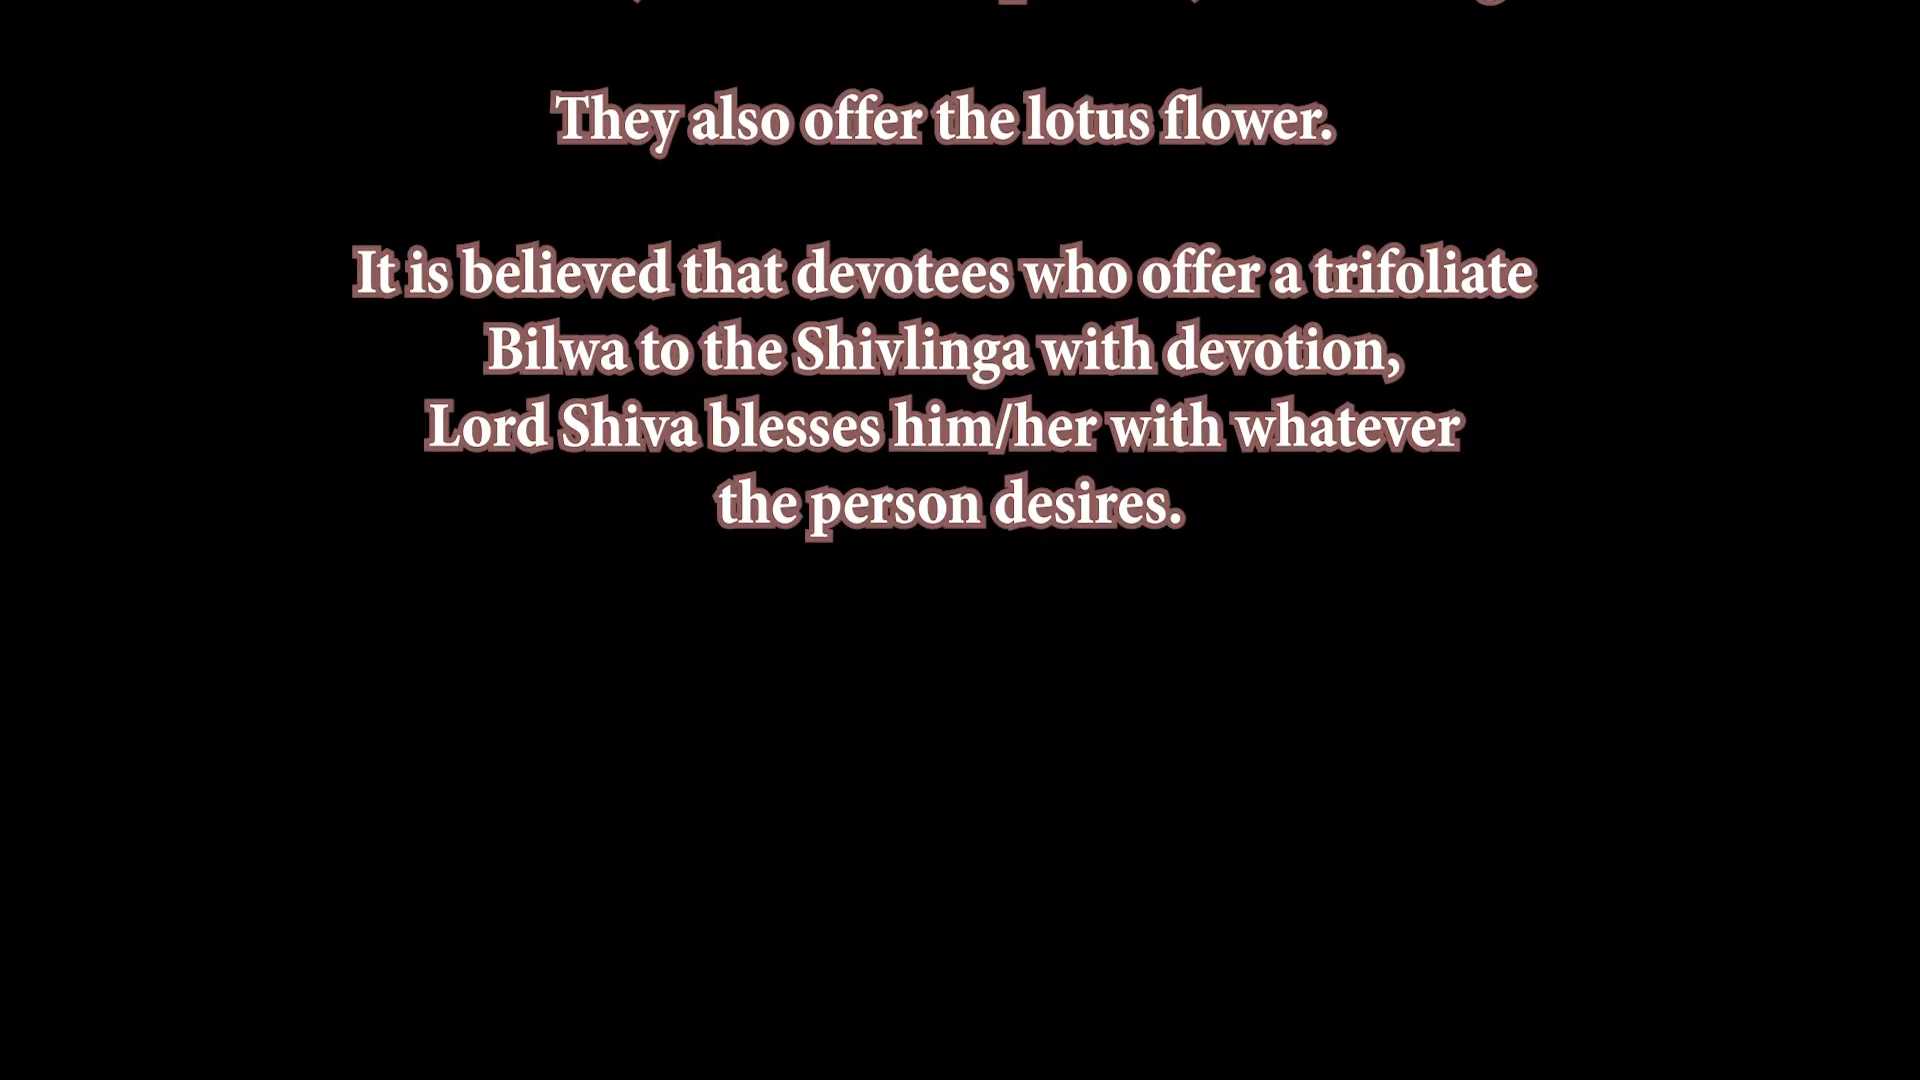 They also offer the lotus flower.
It is believed that devotees who offer a trifoliate
Bilwa to the Shivlinga with devotion,
Lord Shiva blesses him/her with whatever
the person desires.